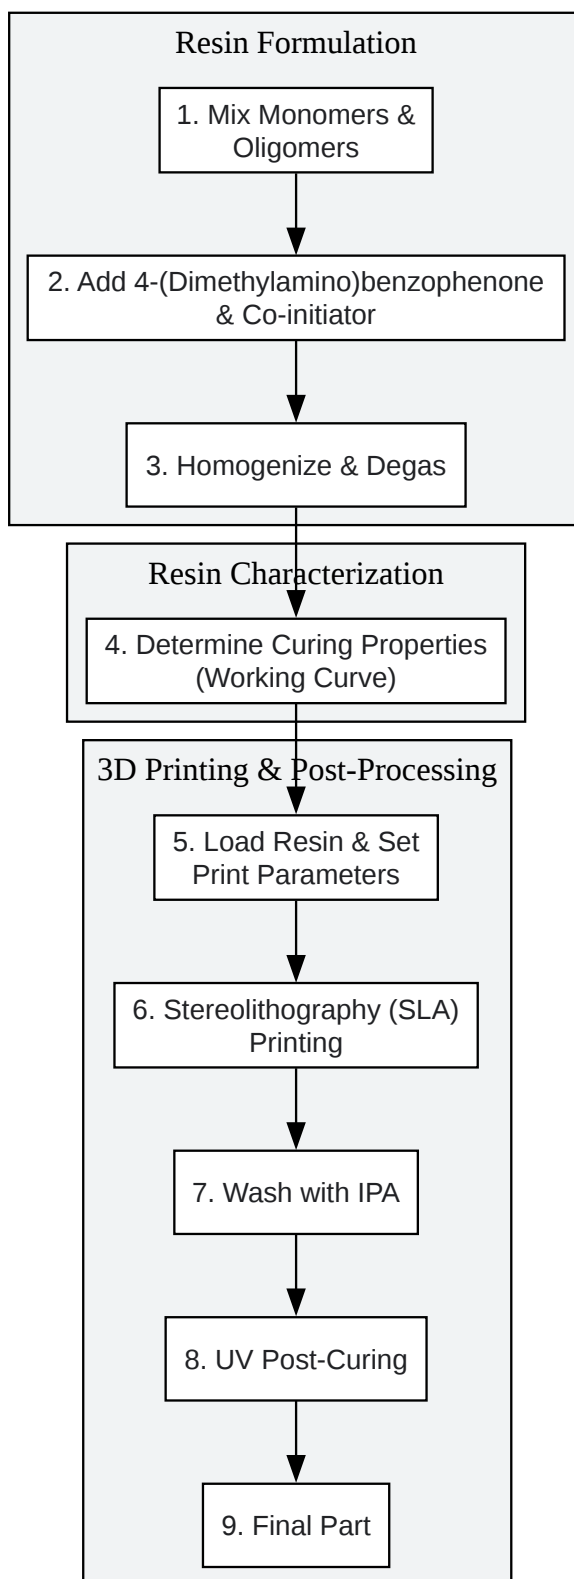 Resin Formulation
1. Mix Monomers &
Oligomers
2. Add 4-(Dimethylamino)benzophenone
& Co-initiator
3. Homogenize & Degas
Resin Characterization
4. Determine Curing Properties
(Working Curve)
3D Printing & Post-Processing
5. Load Resin & Set
Print Parameters
6. Stereolithography (SLA)
Printing
7. Wash with IPA
8. UV Post-Curing
9. Final Part